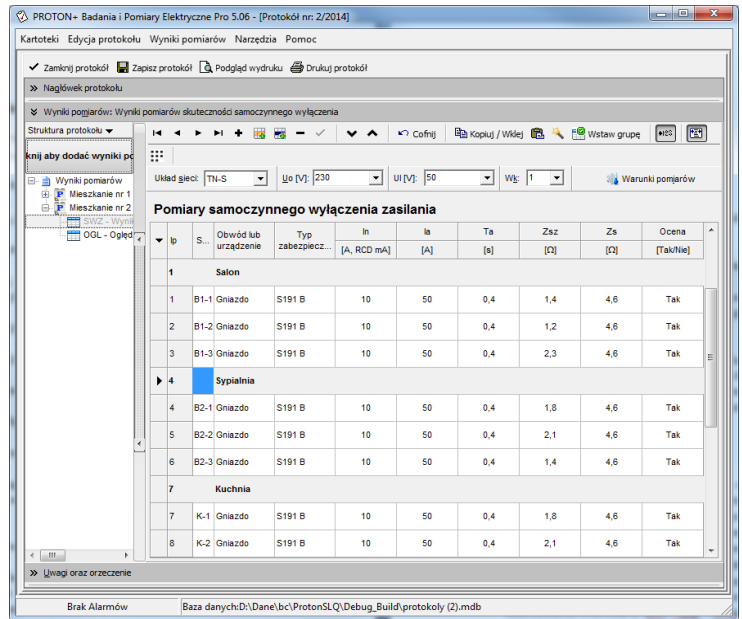 PROTON+ Badania i Pomiary Elektryczne Pro 5.06 - [Protokół nr: 2/2014]
Kartoteki Edycja protokołu Wyniki pomiarów Narzędzia Pomoc
Zamknij protokół Zapisz protokół Podgląd wydruku Drukuj protokół
Nagłówek protokołu
Wyniki pomiarów: Wyniki pomiarów skuteczności samoczynnego wyłączenia
Struktura protokołu Cofnij Kopiuj / Wklej Wstaw grupę
knij aby dodać wyniki po
Układ sieci: TN-S Uo [V]: 230 Ul [V]: 50 Wk: 1 Warunki pomiarów
Wyniki pomiarów
Mieszkanie nr 1
Mieszkanie nr 2
SWZ - Wynik
OGL - Oględ
Pomiary samoczynnego wyłączenia zasilania
lp S... Obwód lub urządzenie Typ zabezpiecz... In Ia Ta Zsz Zs Ocena
[A, RCD mA] [A] [s] [Ω] [Ω] [Tak/Nie]
1 Salon
1 B1-1 Gniazdo S191 B 10 50 0,4 1,4 4,6 Tak
2 B1-2 Gniazdo S191 B 10 50 0,4 1,2 4,6 Tak
3 B1-3 Gniazdo S191 B 10 50 0,4 2,3 4,6 Tak
4 Sypialnia
4 B2-1 Gniazdo S191 B 10 50 0,4 1,8 4,6 Tak
5 B2-2 Gniazdo S191 B 10 50 0,4 2,1 4,6 Tak
6 B2-3 Gniazdo S191 B 10 50 0,4 1,4 4,6 Tak
7 Kuchnia
7 K-1 Gniazdo S191 B 10 50 0,4 1,8 4,6 Tak
8 K-2 Gniazdo S191 B 10 50 0,4 2,1 4,6 Tak
Uwagi oraz orzeczenie
Brak Alarmów Baza danych:D:\Dane\bc\ProtonSLQ\Debug_Build\protokoly (2).mdb